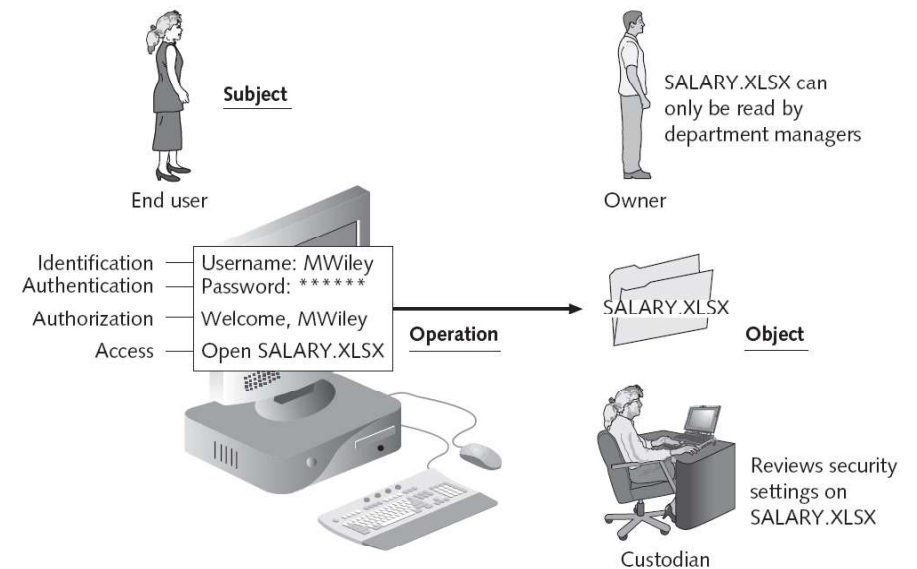 Subject
End user
SALARY.XLSX can
only be read by
department managers
Owner
Identification
Authentication
Authorization
Access
Username: MWiley
Password: ******
Welcome, MWiley
Open SALARY.XLSX
Operation
SALARY.XLSX
Object
Reviews security
settings on
SALARY.XLSX
Custodian